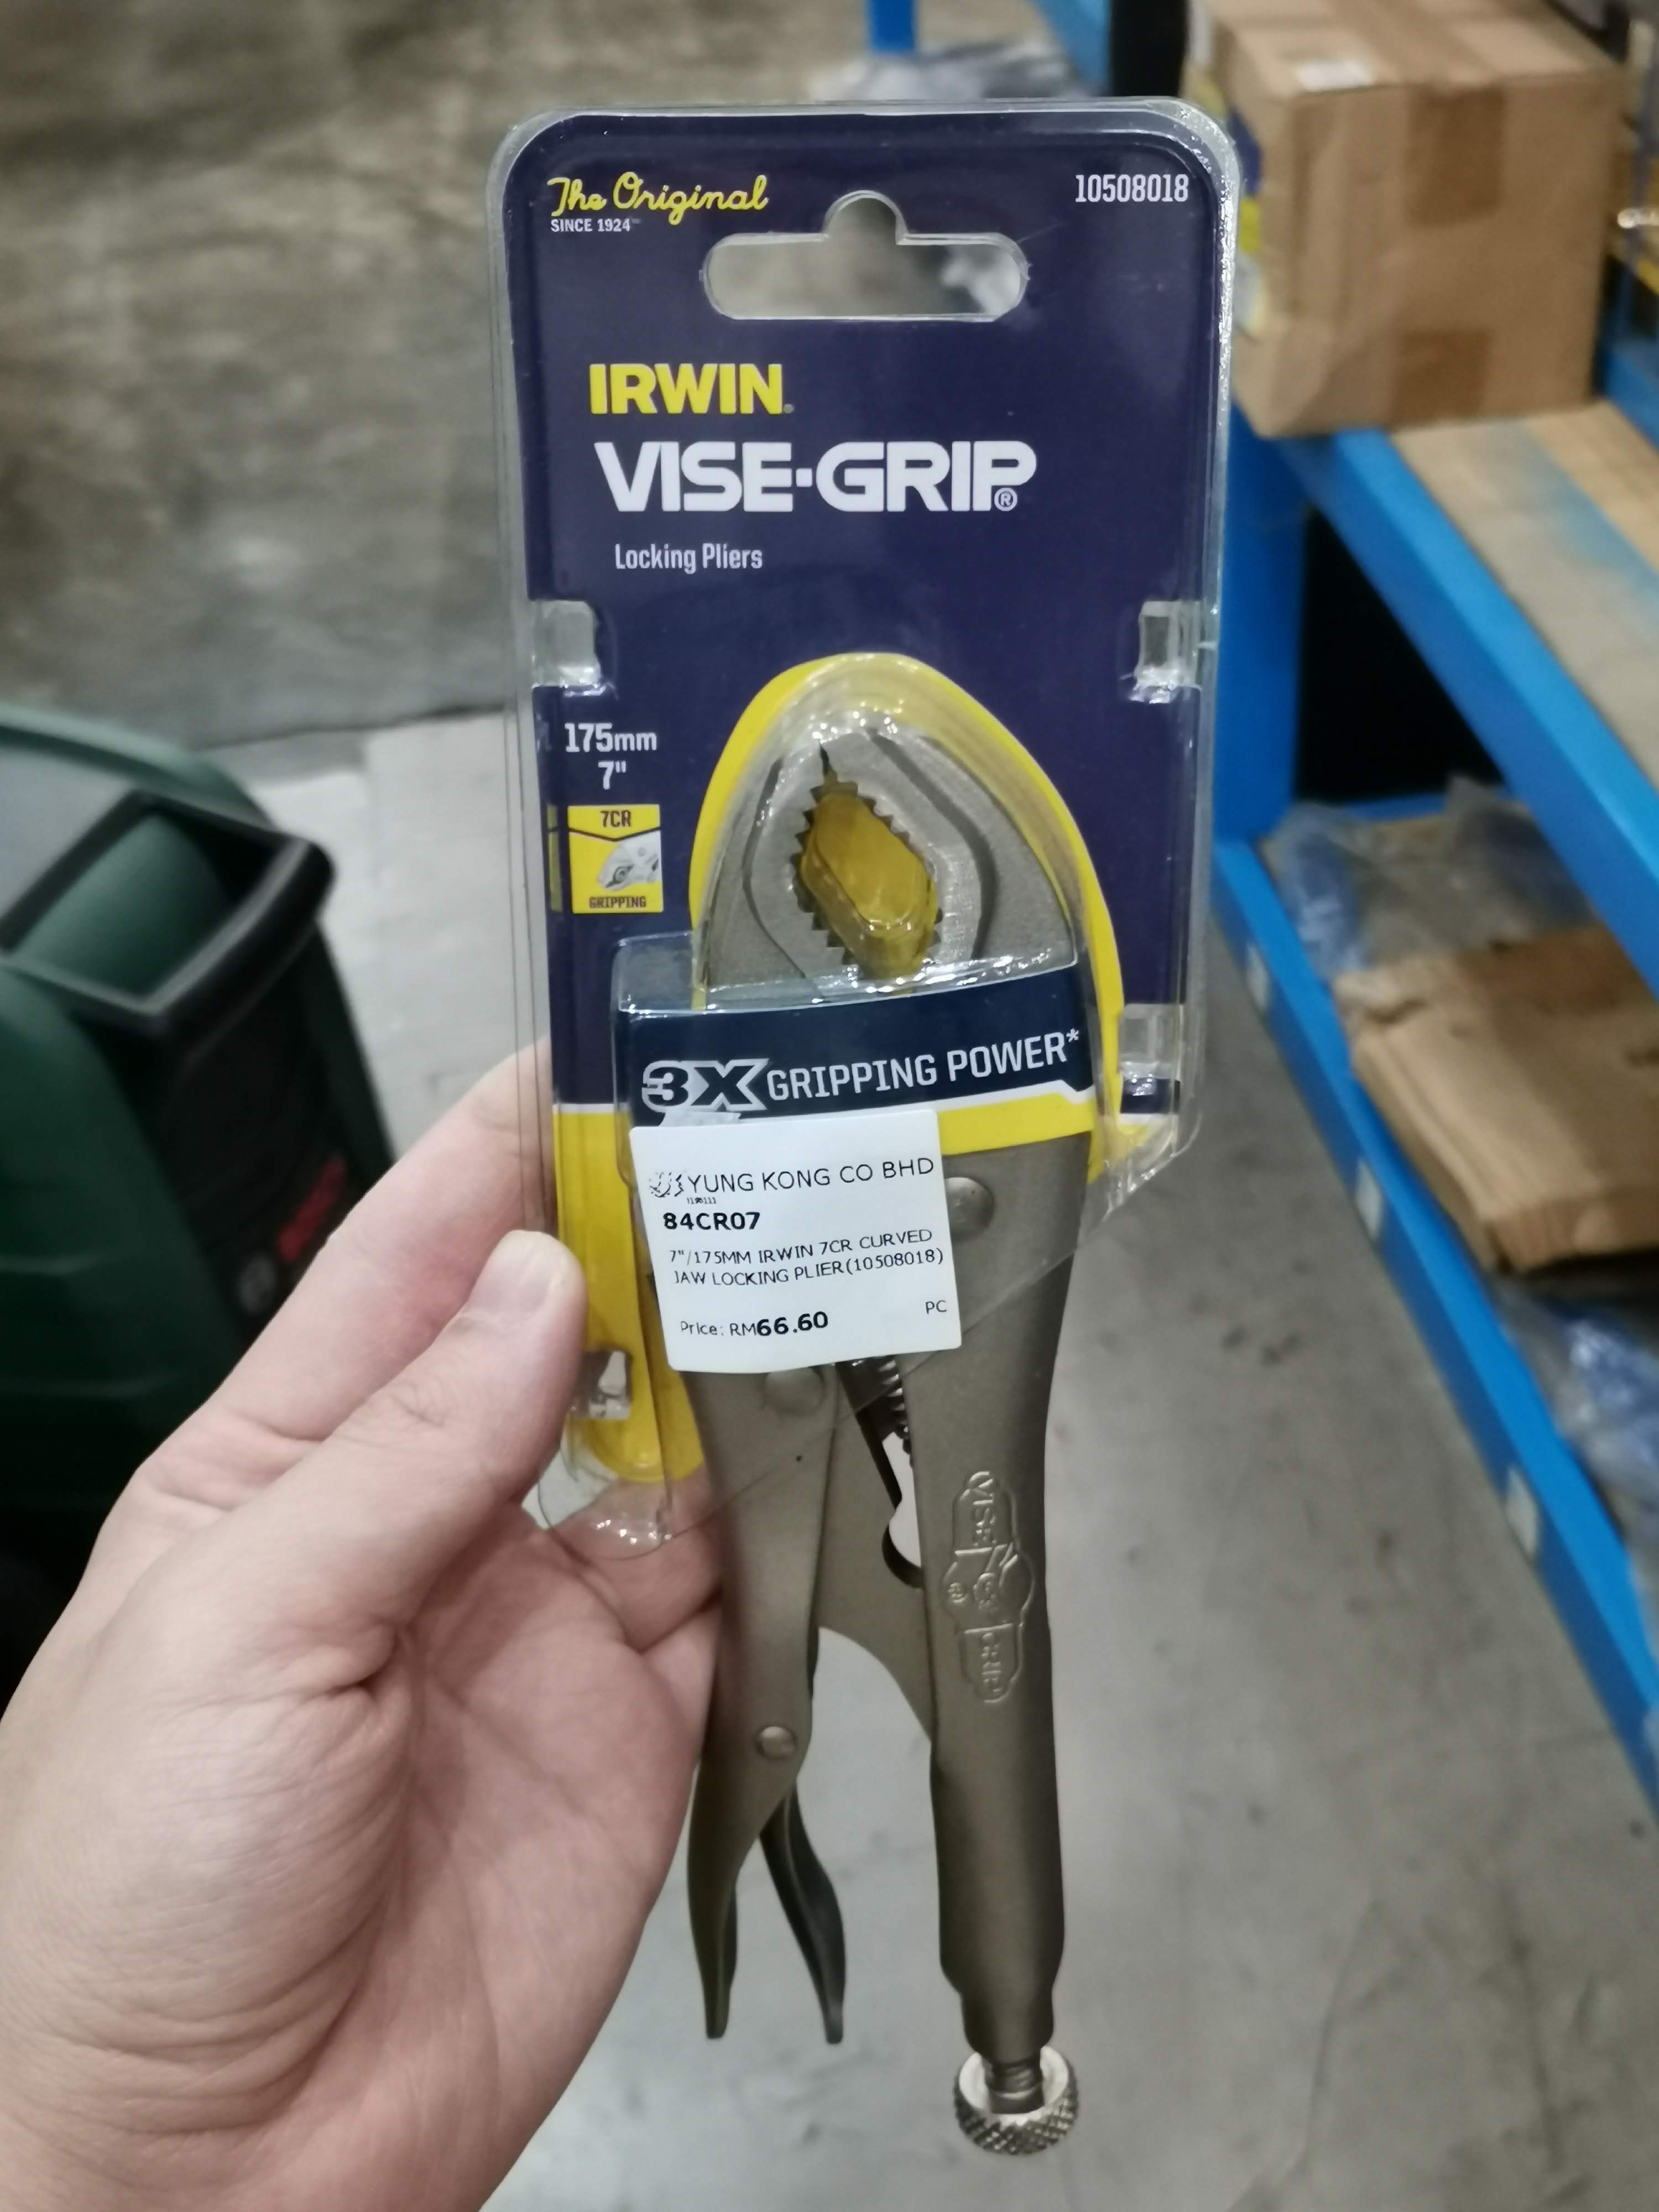 The Original
SINCE 1924
10508018
IRWIN
VISE-GRIP®
Locking Pliers
175mm
7"
7CR
GRIPPING
3X GRIPPING POWER*
YUNG KONG CO BHD
84CR07
7"/175MM IRWIN 7CR CURVED
JAW LOCKING PLIER(10508018)
Price: RM66.60
PC
VISE
GRIP